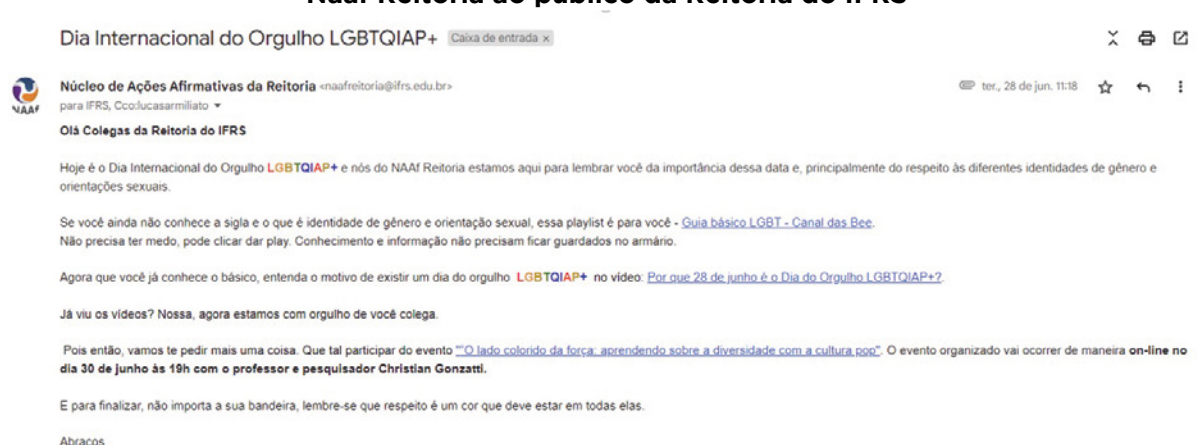 Naaf Reitoria ao público da Reitoria do IFRS
Dia Internacional do Orgulho LGBTQIAP+ Caixa de entrada ×
Núcleo de Ações Afirmativas da Reitoria <naafreitoria@ifrs.edu.br>
ter., 28 de jun. 11:18
NAAf
para IFRS, Cco:lucasarmiliato
Olá Colegas da Reitoria do IFRS
Hoje é o Dia Internacional do Orgulho LGBTQIAP+ e nós do NAAf Reitoria estamos aqui para lembrar você da importância dessa data e, principalmente do respeito às diferentes identidades de gênero e
orientações sexuais.
Se você ainda não conhece a sigla e o que é identidade de gênero e orientação sexual, essa playlist é para você - Guia básico LGBT - Canal das Bee.
Não precisa ter medo, pode clicar dar play. Conhecimento e informação não precisam ficar guardados no armário.
Agora que você já conhece o básico, entenda o motivo de existir um dia do orgulho LGBTQIAP+ no vídeo: Por que 28 de junho é o Dia do Orgulho LGBTQIAP+?.
Já viu os vídeos? Nossa, agora estamos com orgulho de você colega.
Pois então, vamos te pedir mais uma coisa. Que tal participar do evento ""O lado colorido da força: aprendendo sobre a diversidade com a cultura pop". O evento organizado vai ocorrer de maneira on-line no
dia 30 de junho às 19h com o professor e pesquisador Christian Gonzatti.
E para finalizar, não importa a sua bandeira, lembre-se que respeito é um cor que deve estar em todas elas.
Abraços